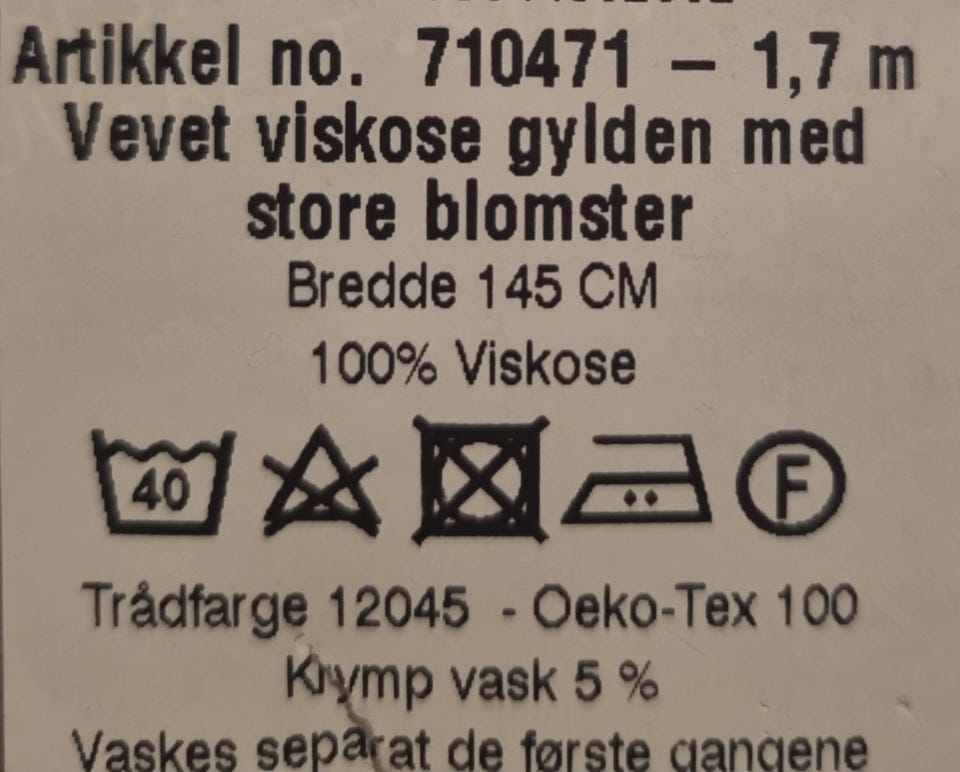 Artikkel no. 710471 – 1,7 m
Vevet viskose gylden med
store blomster
Bredde 145 CM
100% Viskose
40 F
Trådfarge 12045 - Oeko-Tex 100
Krymp vask 5 %
Vaskes separat de første gangene